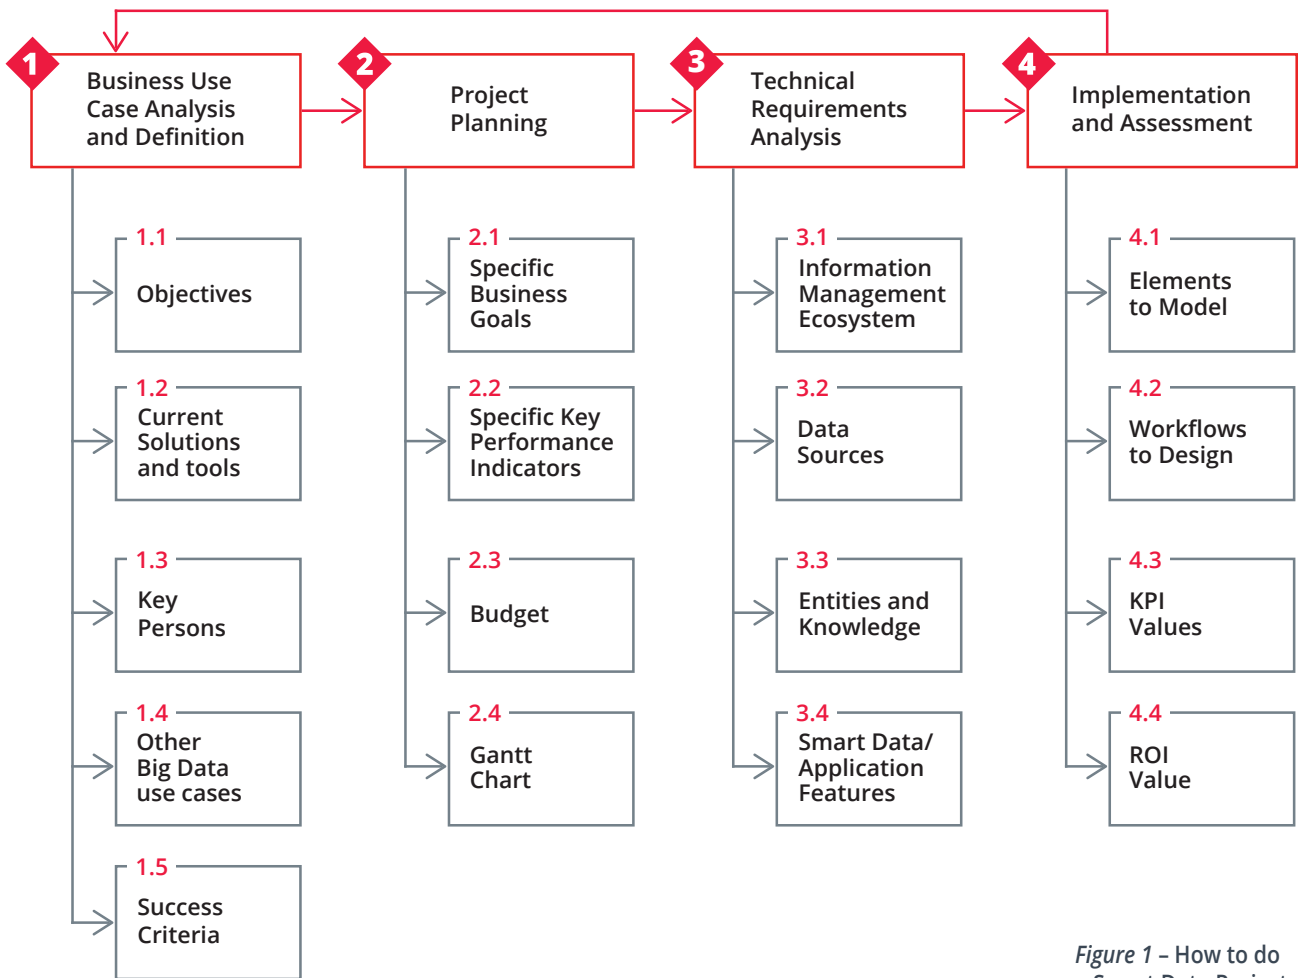 1
Business Use
Case Analysis
and Definition
2
Project
Planning
3
Technical
Requirements
Analysis
4
Implementation
and Assessment
1.1
Objectives
1.2
Current
Solutions
and tools
1.3
Key
Persons
1.4
Other
Big Data
use cases
1.5
Success
Criteria
2.1
Specific
Business
Goals
2.2
Specific Key
Performance
Indicators
2.3
Budget
2.4
Gantt
Chart
3.1
Information
Management
Ecosystem
3.2
Data
Sources
3.3
Entities and
Knowledge
3.4
Smart Data/
Application
Features
4.1
Elements
to Model
4.2
Workflows
to Design
4.3
KPI
Values
4.4
ROI
Value
Figure 1 – How to do
Smart Data Project